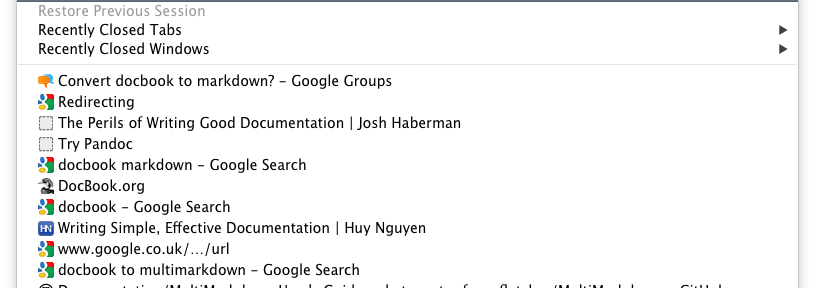 Restore Previous Session
Recently Closed Tabs
Recently Closed Windows
Convert docbook to markdown? – Google Groups
Redirecting
The Perils of Writing Good Documentation | Josh Haberman
Try Pandoc
docbook markdown – Google Search
DocBook.org
docbook – Google Search
HN Writing Simple, Effective Documentation | Huy Nguyen
www.google.co.uk/…/url
docbook to multimarkdown – Google Search